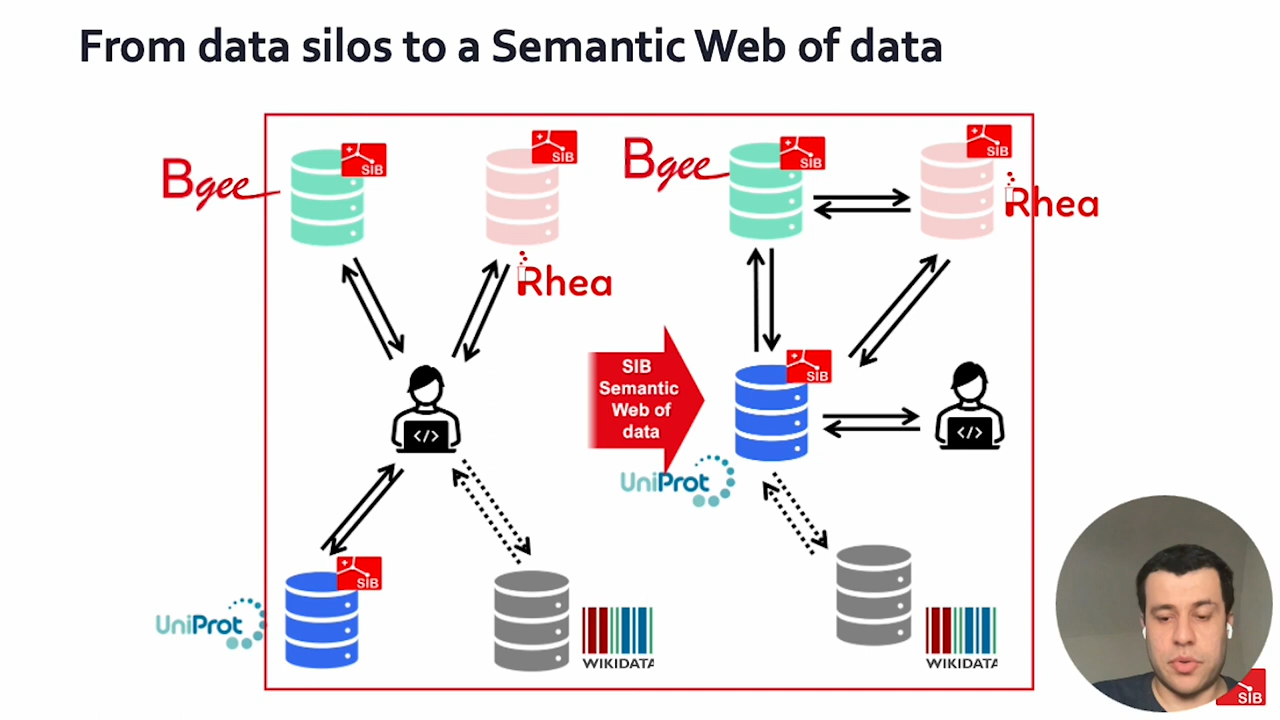 From data silos to a Semantic Web of data
Bgee
SIB
SIB
Rhea
Bgee
SIB
SIB
Rhea
SIB
Semantic
Web of
data
SIB
UniProt
</>
</>
UniProt
SIB
WIKIDATA
WIKIDATA
SIB